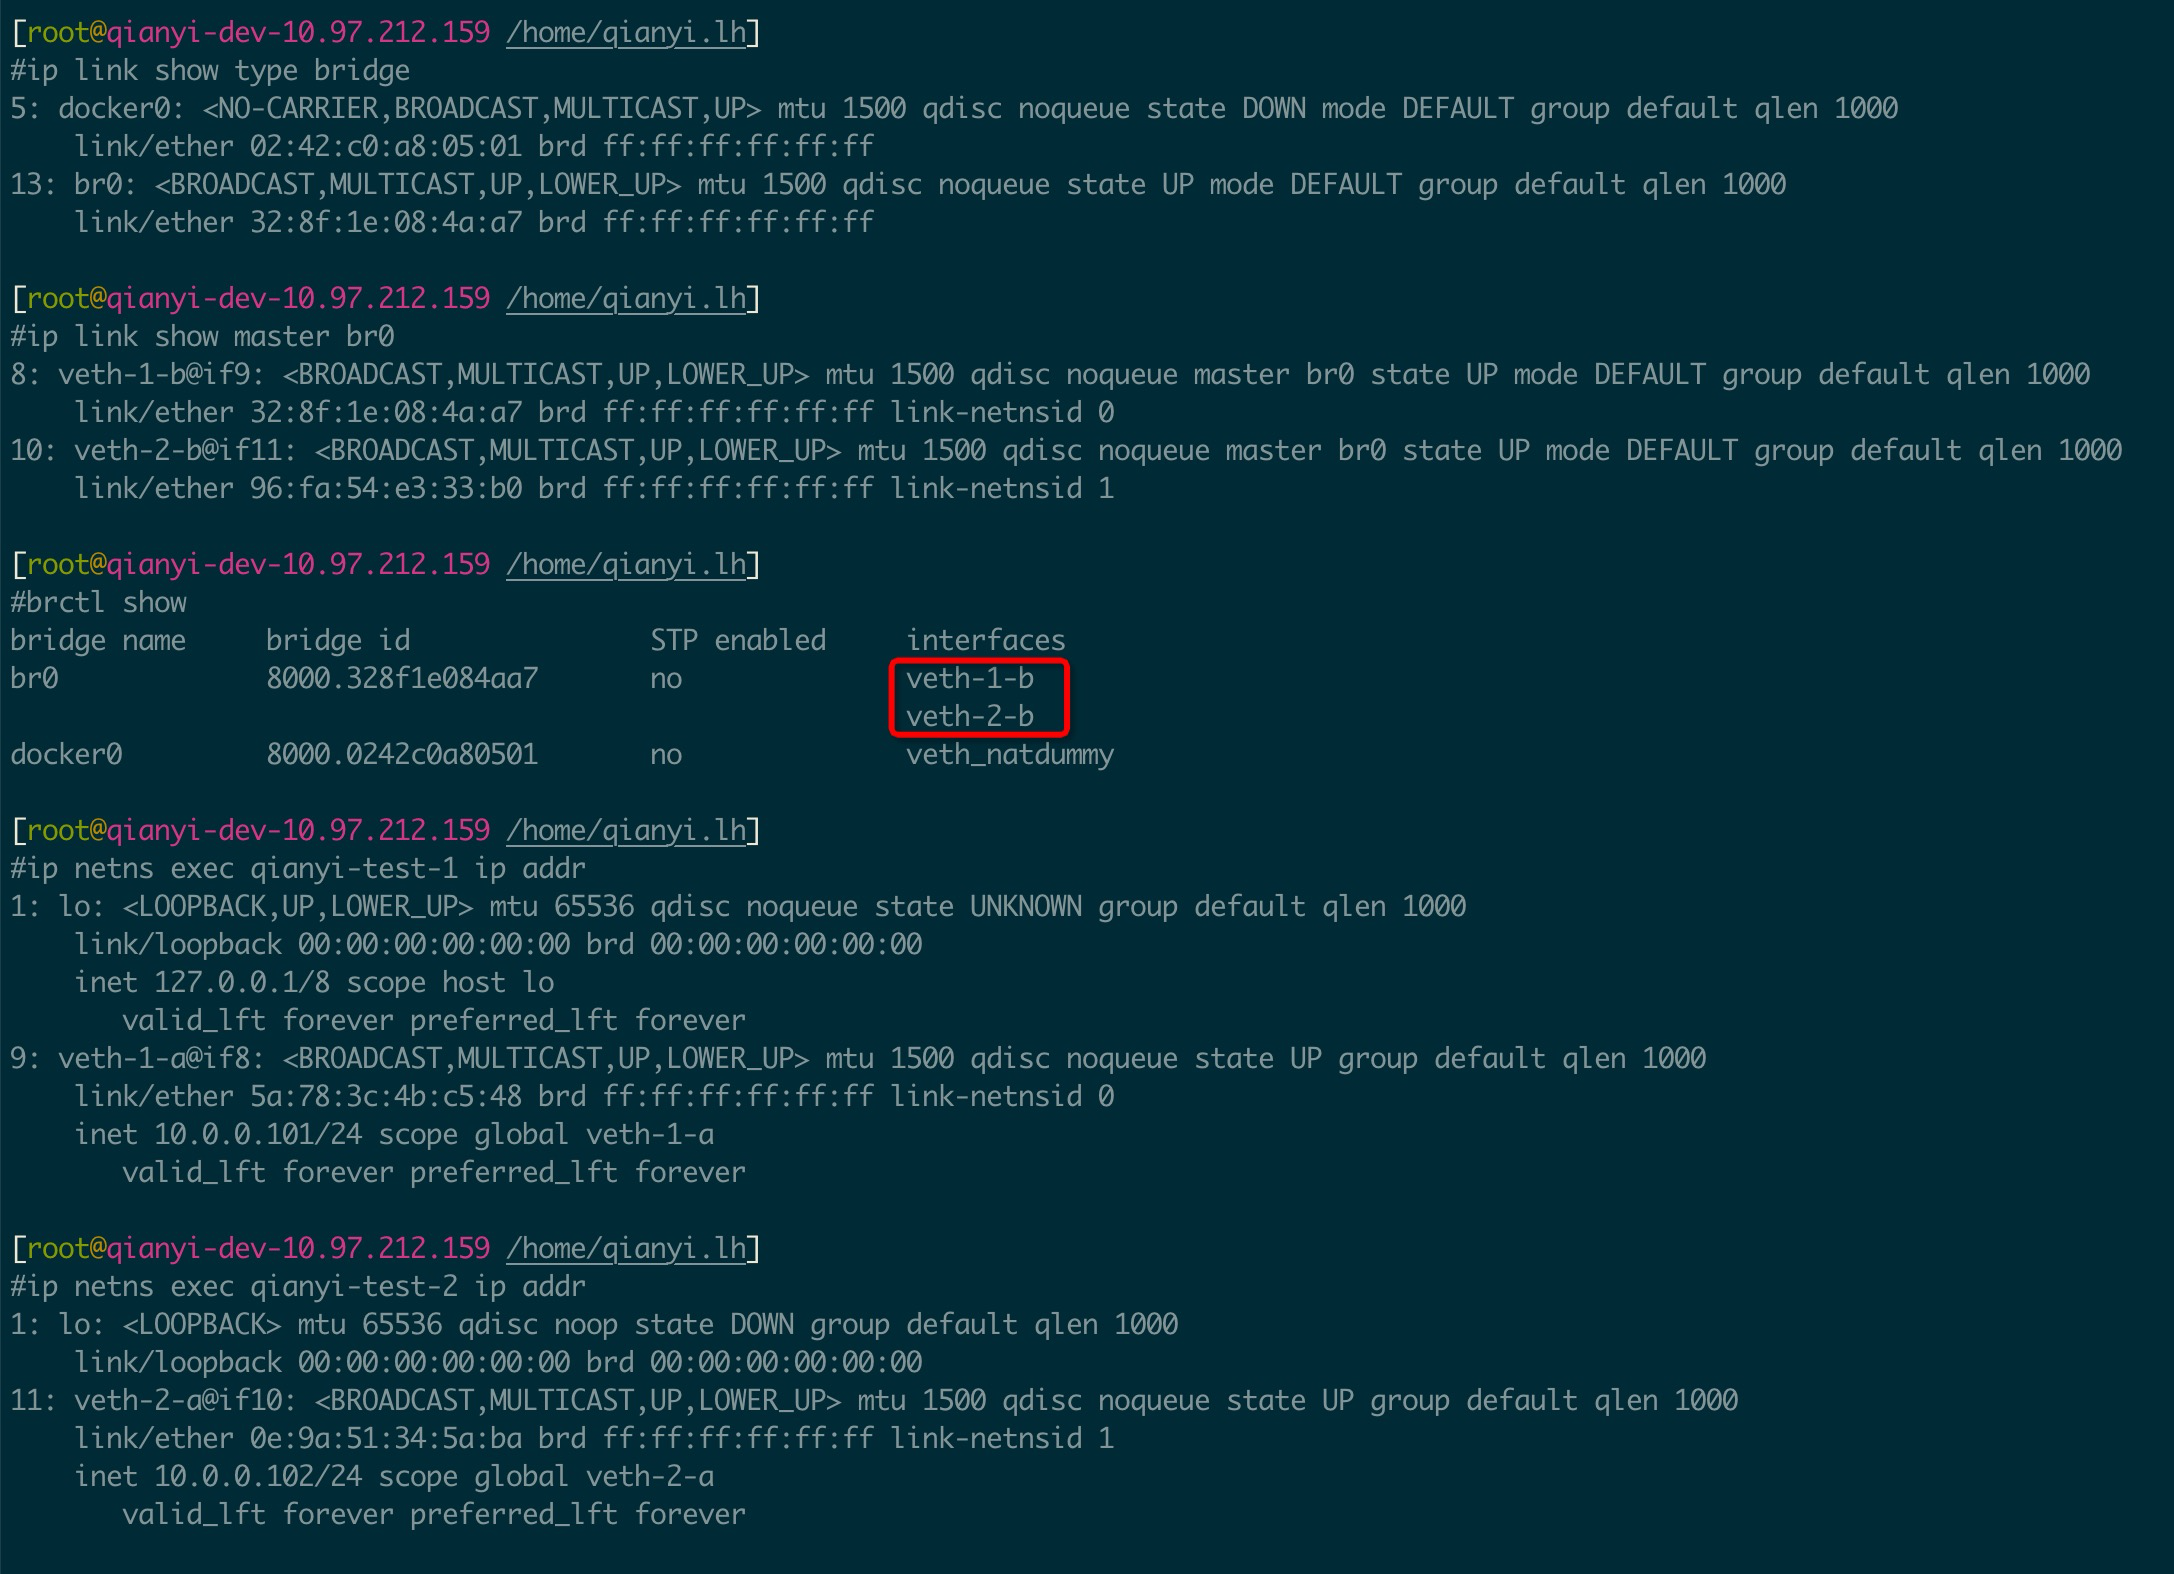 [root@qianyi-dev-10.97.212.159 /home/qianyi.lh]
#ip link show type bridge
5: docker0: <NO-CARRIER,BROADCAST,MULTICAST,UP> mtu 1500 qdisc noqueue state DOWN mode DEFAULT group default qlen 1000
    link/ether 02:42:c0:a8:05:01 brd ff:ff:ff:ff:ff:ff
13: br0: <BROADCAST,MULTICAST,UP,LOWER_UP> mtu 1500 qdisc noqueue state UP mode DEFAULT group default qlen 1000
    link/ether 32:8f:1e:08:4a:a7 brd ff:ff:ff:ff:ff:ff
[root@qianyi-dev-10.97.212.159 /home/qianyi.lh]
#ip link show master br0
8: veth-1-b@if9: <BROADCAST,MULTICAST,UP,LOWER_UP> mtu 1500 qdisc noqueue master br0 state UP mode DEFAULT group default qlen 1000
    link/ether 32:8f:1e:08:4a:a7 brd ff:ff:ff:ff:ff:ff link-netnsid 0
10: veth-2-b@if11: <BROADCAST,MULTICAST,UP,LOWER_UP> mtu 1500 qdisc noqueue master br0 state UP mode DEFAULT group default qlen 1000
    link/ether 96:fa:54:e3:33:b0 brd ff:ff:ff:ff:ff:ff link-netnsid 1
[root@qianyi-dev-10.97.212.159 /home/qianyi.lh]
#brctl show
bridge name     bridge id               STP enabled     interfaces
br0             8000.328f1e084aa7       no              veth-1-b
                                                        veth-2-b
docker0         8000.0242c0a80501       no              veth_natdummy
[root@qianyi-dev-10.97.212.159 /home/qianyi.lh]
#ip netns exec qianyi-test-1 ip addr
1: lo: <LOOPBACK,UP,LOWER_UP> mtu 65536 qdisc noqueue state UNKNOWN group default qlen 1000
    link/loopback 00:00:00:00:00:00 brd 00:00:00:00:00:00
    inet 127.0.0.1/8 scope host lo
       valid_lft forever preferred_lft forever
9: veth-1-a@if8: <BROADCAST,MULTICAST,UP,LOWER_UP> mtu 1500 qdisc noqueue state UP group default qlen 1000
    link/ether 5a:78:3c:4b:c5:48 brd ff:ff:ff:ff:ff:ff link-netnsid 0
    inet 10.0.0.101/24 scope global veth-1-a
       valid_lft forever preferred_lft forever
[root@qianyi-dev-10.97.212.159 /home/qianyi.lh]
#ip netns exec qianyi-test-2 ip addr
1: lo: <LOOPBACK> mtu 65536 qdisc noop state DOWN group default qlen 1000
    link/loopback 00:00:00:00:00:00 brd 00:00:00:00:00:00
11: veth-2-a@if10: <BROADCAST,MULTICAST,UP,LOWER_UP> mtu 1500 qdisc noqueue state UP group default qlen 1000
    link/ether 0e:9a:51:34:5a:ba brd ff:ff:ff:ff:ff:ff link-netnsid 1
    inet 10.0.0.102/24 scope global veth-2-a
       valid_lft forever preferred_lft forever